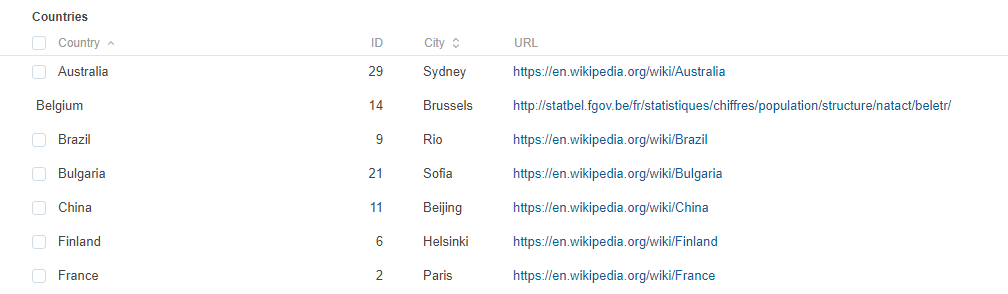 Countries
Country ID City URL
Australia 29 Sydney https://en.wikipedia.org/wiki/Australia
Belgium 14 Brussels http://statbel.fgov.be/fr/statistiques/chiffres/population/structure/natact/beletr/
Brazil 9 Rio https://en.wikipedia.org/wiki/Brazil
Bulgaria 21 Sofia https://en.wikipedia.org/wiki/Bulgaria
China 11 Beijing https://en.wikipedia.org/wiki/China
Finland 6 Helsinki https://en.wikipedia.org/wiki/Finland
France 2 Paris https://en.wikipedia.org/wiki/France